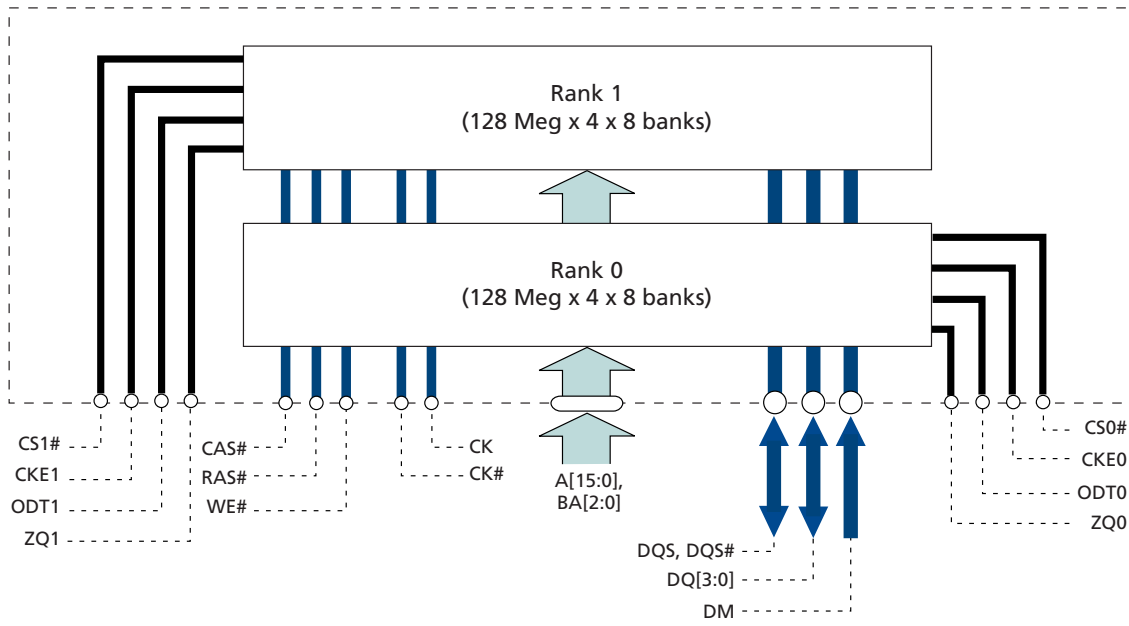 Rank 1
(128 Meg x 4 x 8 banks)
Rank 0
(128 Meg x 4 x 8 banks)
CS1#
CKE1
ODT1
ZQ1
CAS#
RAS#
WE#
CK
CK#
A[15:0],
BA[2:0]
DQS, DQS#
DQ[3:0]
DM
CS0#
CKE0
ODT0
ZQ0